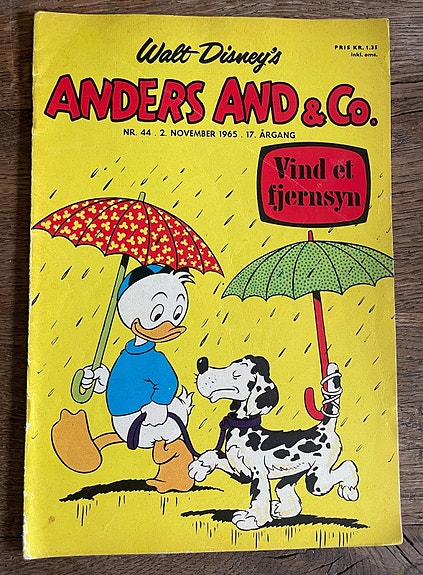 Walt Disney's
PRIS KR. 1.35
inkl. oms.
ANDERS AND & Co.
NR. 44 . 2. NOVEMBER 1965 . 17. ÅRGANG
Vind et
fjernsyn